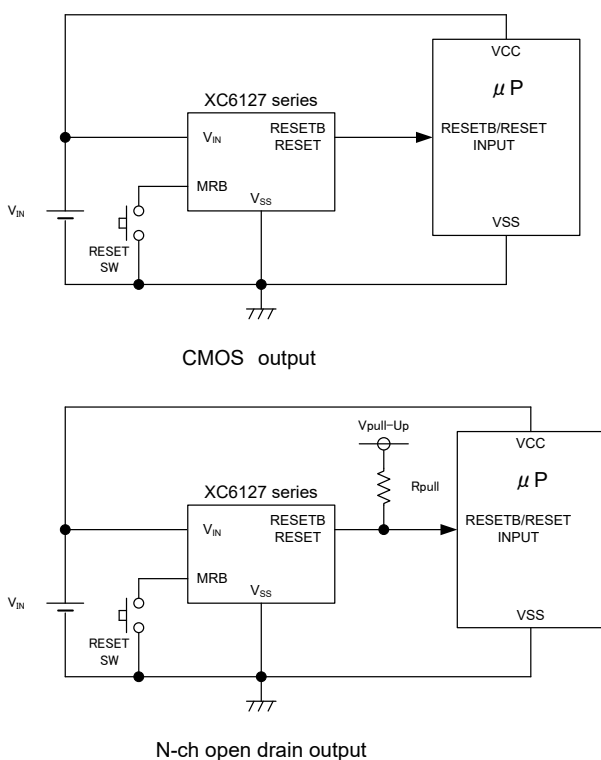 VCC
μP
XC6127 series
VIN
RESETB
RESET
RESETB/RESET
INPUT
MRB
VSS
VIN
VSS
RESET
SW
CMOS output
Vpull-Up
VCC
Rpull
μP
XC6127 series
VIN
RESETB
RESET
RESETB/RESET
INPUT
MRB
VSS
VIN
VSS
RESET
SW
N-ch open drain output